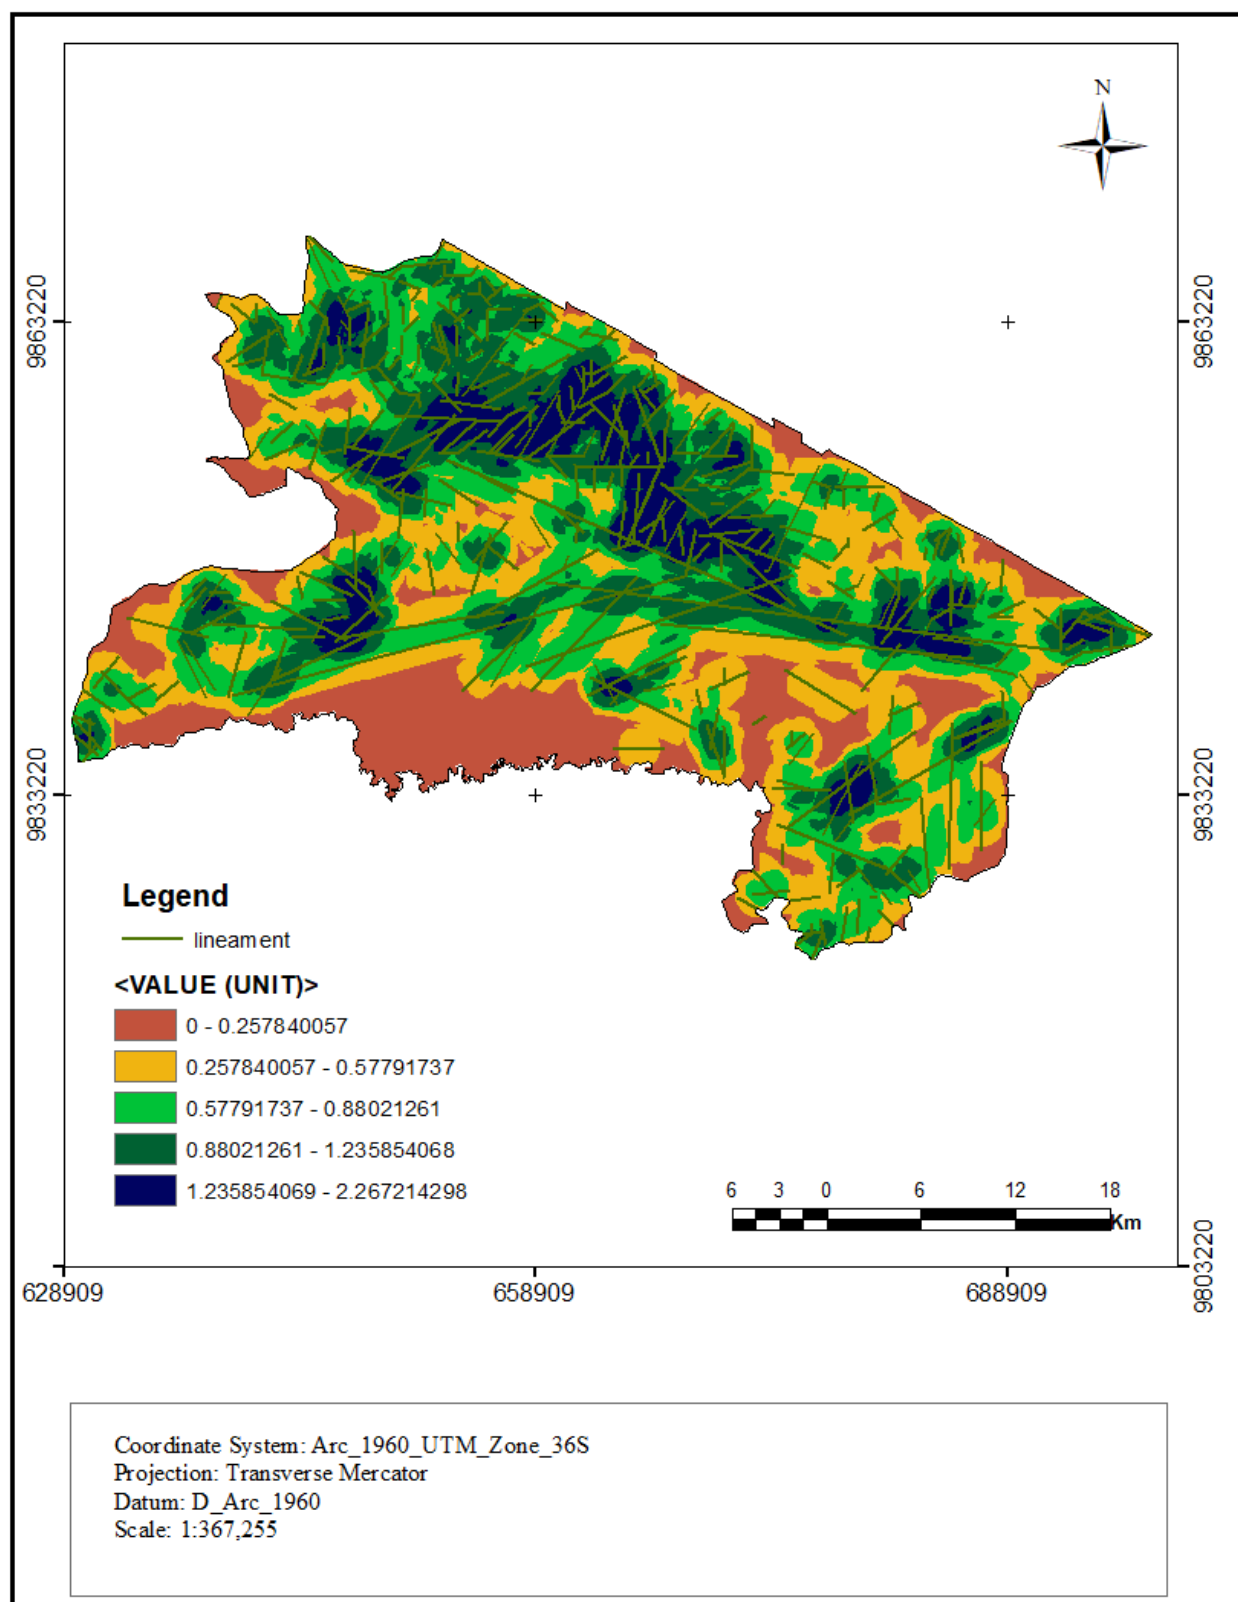 N
9863220
9863220
9833220
9833220
Legend
lineament
<VALUE (UNIT)>
0 - 0.257840057
0.257840057 - 0.57791737
0.57791737 - 0.88021261
0.88021261 - 1.235854068
1.235854069 - 2.267214298
6 3 0 6 12 18
Km
9803220
628909 658909 688909
Coordinate System: Arc_1960_UTM_Zone_36S
Projection: Transverse Mercator
Datum: D_Arc_1960
Scale: 1:367,255